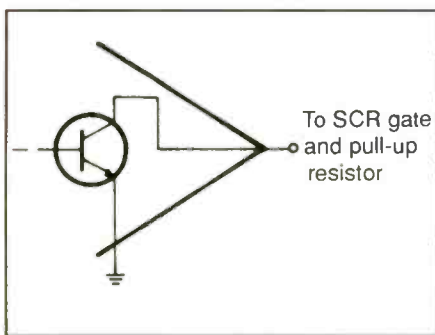 To SCR gate
and pull-up
resistor